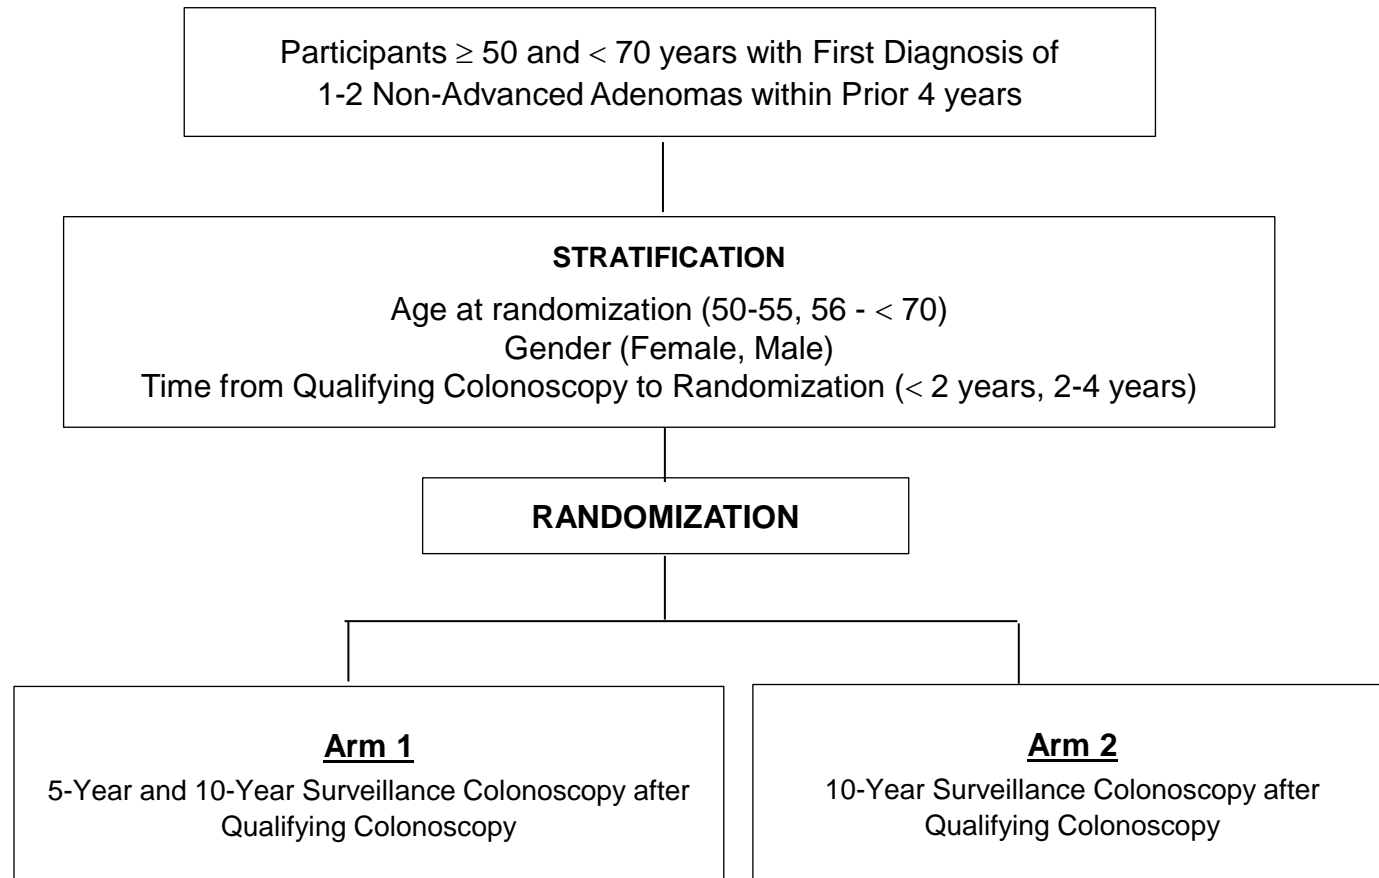 Participants ≥ 50 and < 70 years with First Diagnosis of
1-2 Non-Advanced Adenomas within Prior 4 years
STRATIFICATION
Age at randomization (50-55, 56 - < 70)
Gender (Female, Male)
Time from Qualifying Colonoscopy to Randomization (< 2 years, 2-4 years)
RANDOMIZATION
Arm 1
5-Year and 10-Year Surveillance Colonoscopy after
Qualifying Colonoscopy
Arm 2
10-Year Surveillance Colonoscopy after
Qualifying Colonoscopy